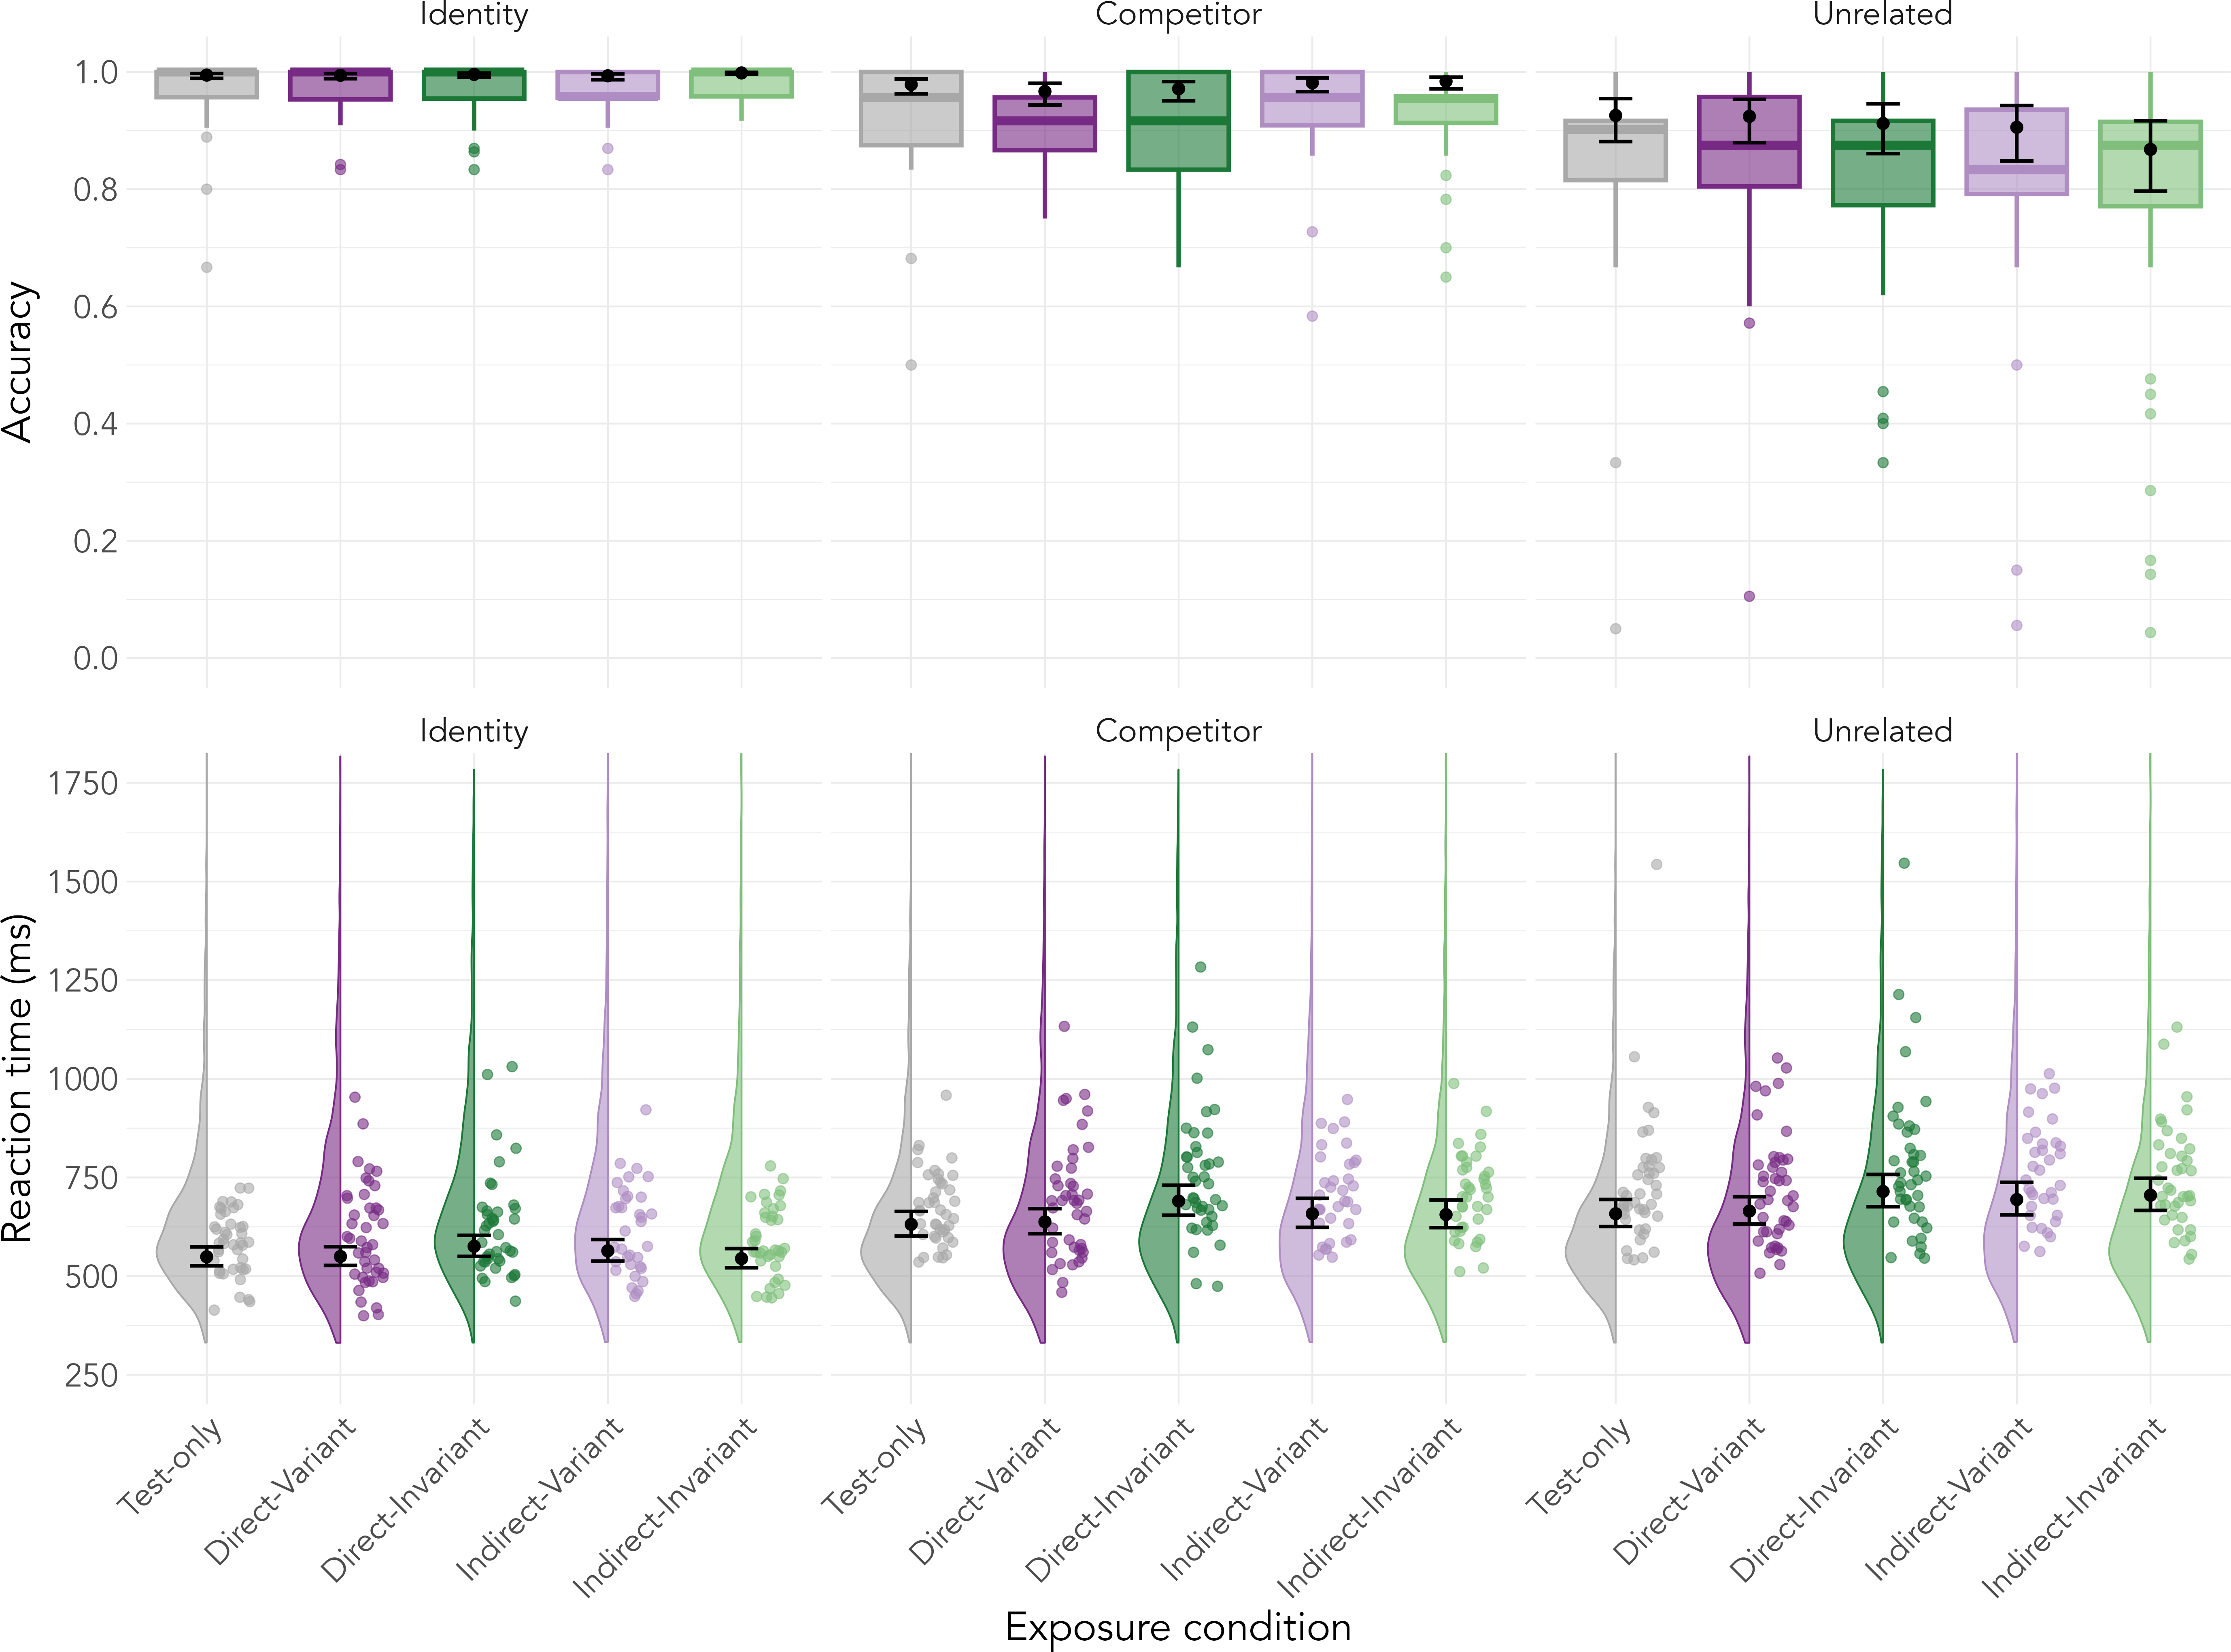 Identity Competitor Unrelated
Accuracy
1.0
0.8
0.6
0.4
0.2
0.0
Identity Competitor Unrelated
Reaction time (ms)
1750
1500
1250
1000
750
500
250
Test-only Direct-Variant Direct-Invariant Indirect-Variant Indirect-Invariant Test-only Direct-Variant Direct-Invariant Indirect-Variant Indirect-Invariant Test-only Direct-Variant Direct-Invariant Indirect-Variant Indirect-Invariant
Exposure condition